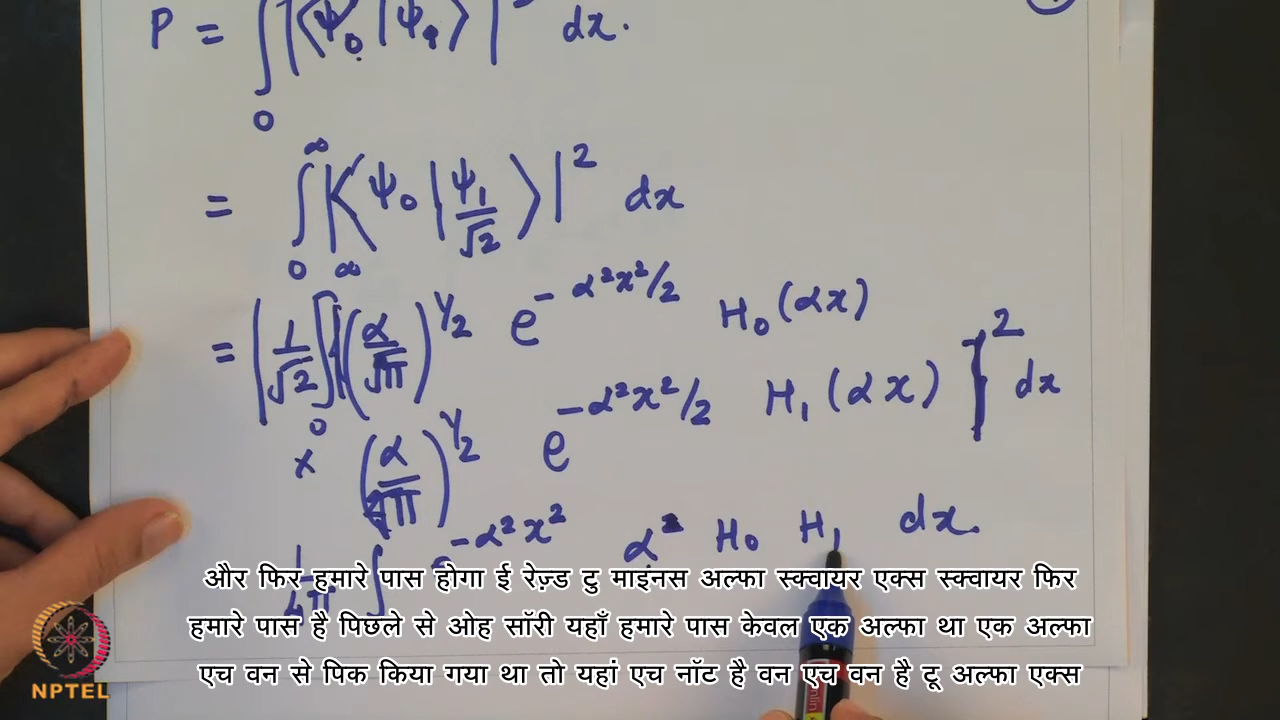 P = ∫₀ |⟨ψ₀|ψ₁⟩|² dx.
= ∫₀^∞ |⟨ψ₀|ψ₁/√2⟩|² dx
∞
= (1/√2 ∫₀ {(α/√π)^1/2 e^-α²x²/2 H₀(αx)
× (α/√π)^1/2 e^-α²x²/2 H₁(αx)}² dx
∫ e^-α²x² α H₀ H₁ dx.
और फिर हमारे पास होगा ई रेज़्ड टु माइनस अल्फा स्क्वायर एक्स स्क्वायर फिर
हमारे पास है पिछले से ओह सॉरी यहाँ हमारे पास केवल एक अल्फा था एक अल्फा
एच वन से पिक किया गया था तो यहां एच नॉट है वन एच वन है टू अल्फा एक्स
NPTEL